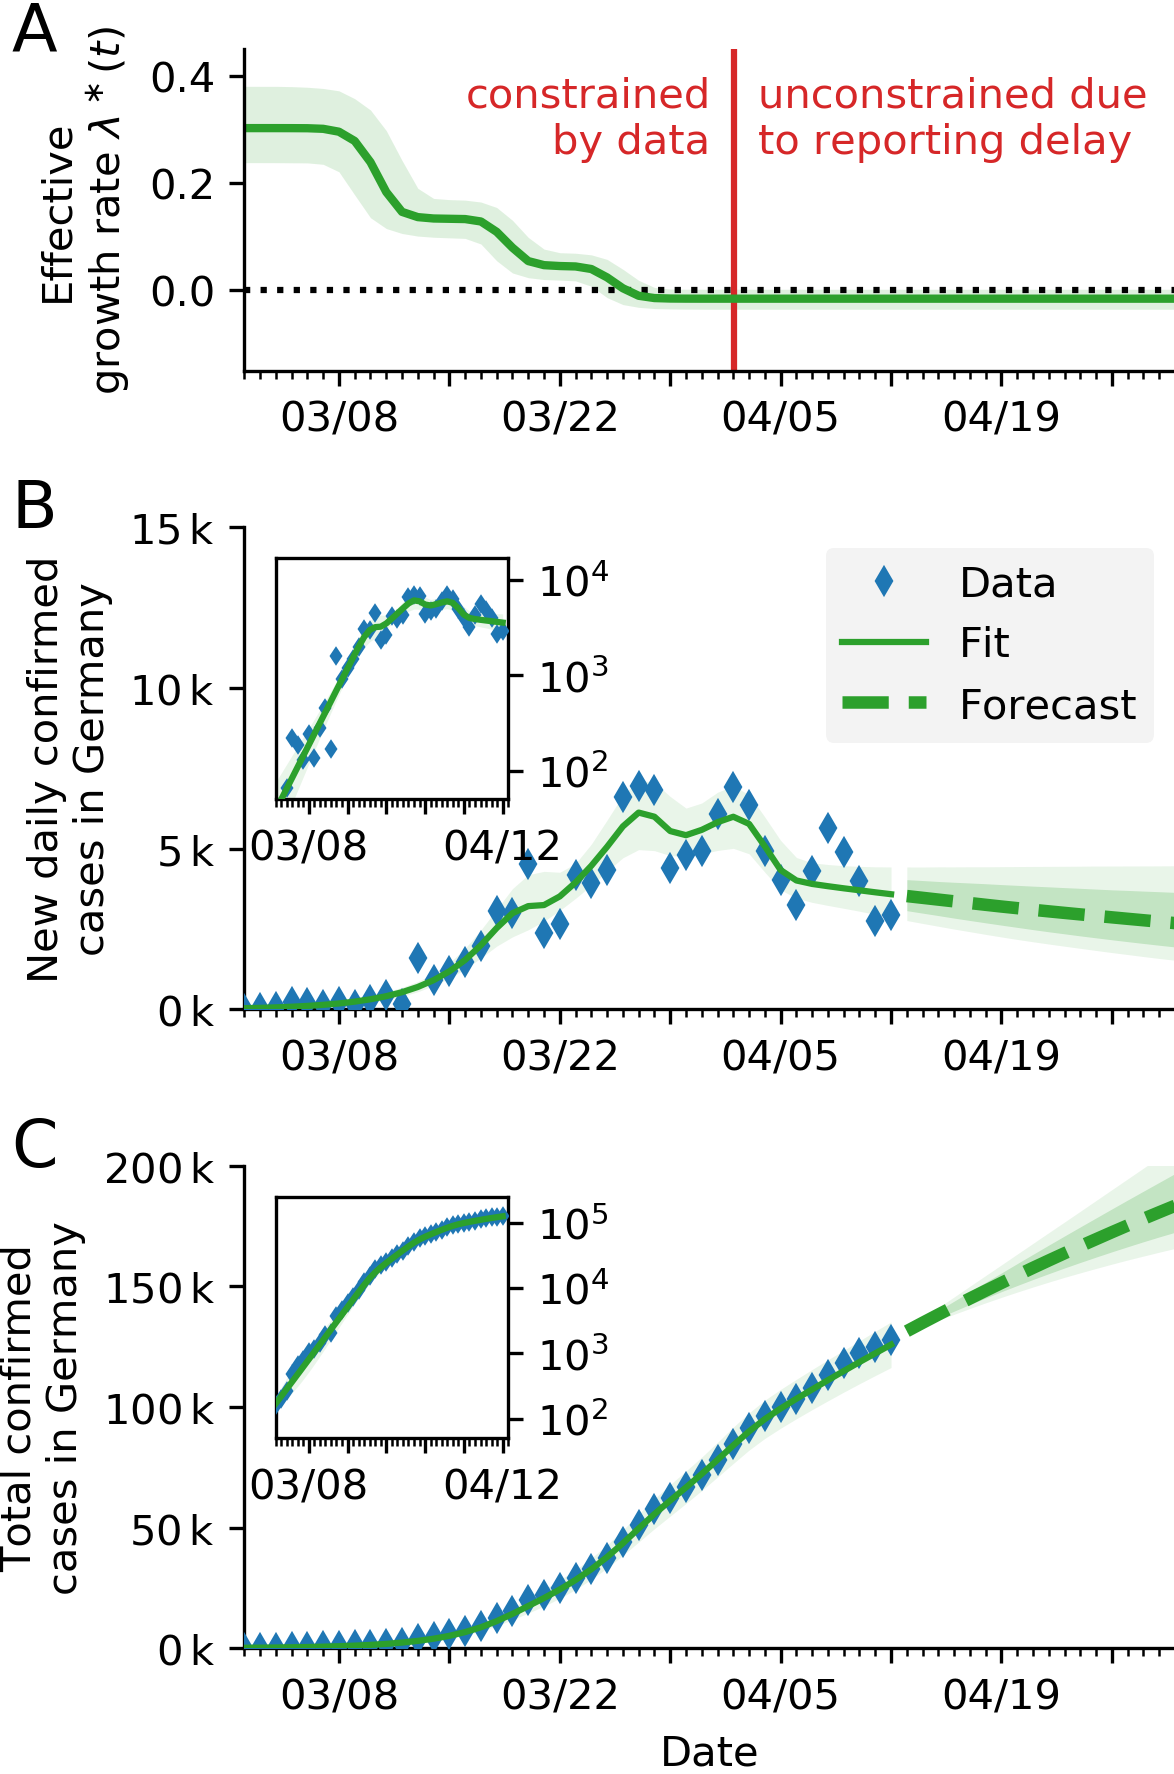 A
Effective
growth rate λ * (t)
0.4
0.2
0.0
constrained
by data
unconstrained due
to reporting delay
03/08
03/22
04/05
04/19
B
New daily confirmed
cases in Germany
15 k
10 k
5 k
0 k
10⁴
10³
10²
03/08
04/12
Data
Fit
Forecast
03/08
03/22
04/05
04/19
C
Total confirmed
cases in Germany
200 k
150 k
100 k
50 k
0 k
10⁵
10⁴
10³
10²
03/08
04/12
03/08
03/22
04/05
04/19
Date